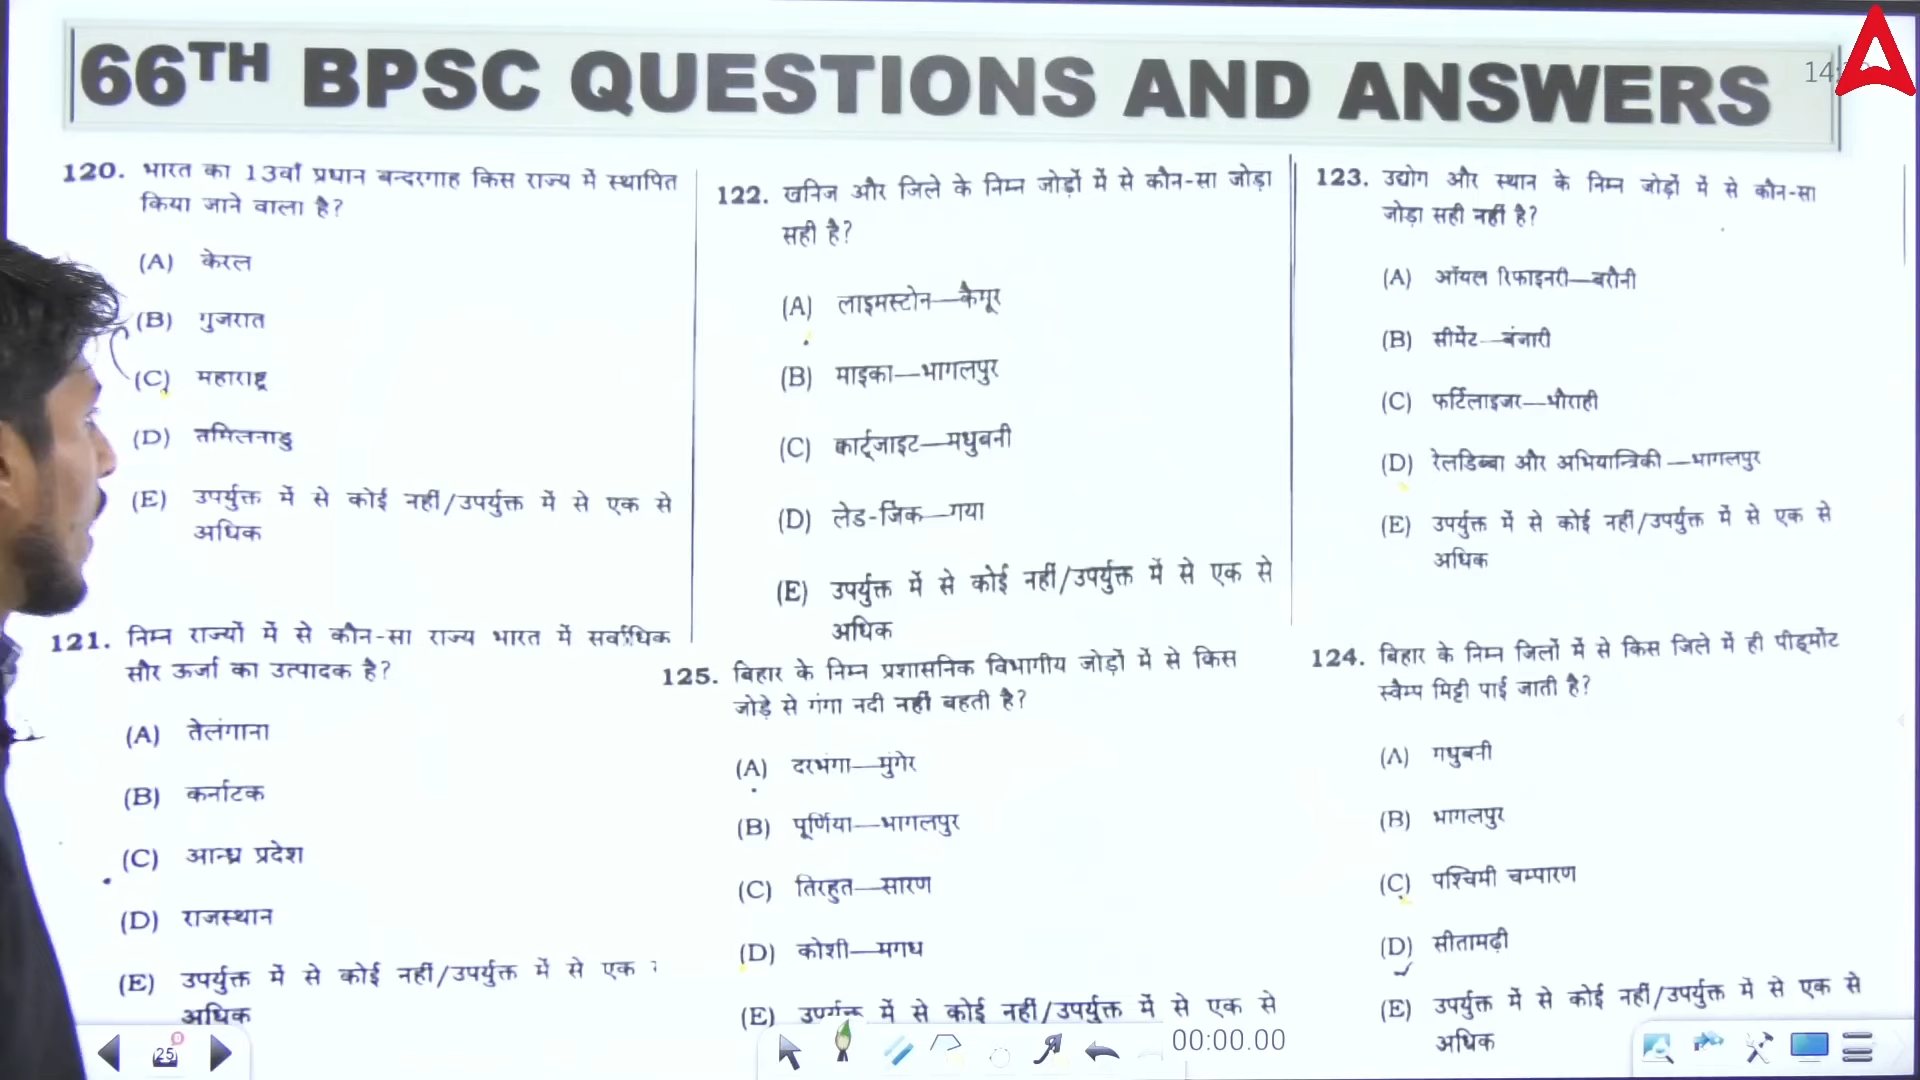 66TH BPSC QUESTIONS AND ANSWERS
120. भारत का 13वाँ प्रधान बन्दरगाह किस राज्य में स्थापित
किया जाने वाला है?
(A) केरल
(B) गुजरात
(C) महाराष्ट्र
(D) तमिलनाडु
(E) उपर्युक्त में से कोई नहीं/उपर्युक्त में से एक से
अधिक
121. निम्न राज्यों में से कौन-सा राज्य भारत में सर्वाधिक
सौर ऊर्जा का उत्पादक है?
(A) तेलंगाना
(B) कर्नाटक
(C) आन्ध्र प्रदेश
(D) राजस्थान
(E) उपर्युक्त में से कोई नहीं/उपर्युक्त में से एक
अधिक
122. खनिज और जिले के निम्न जोड़ों में से कौन-सा जोड़ा
सही है?
(A) लाइमस्टोन—कैमूर
(B) माइका—भागलपुर
(C) कार्ट्ज़ाइट—मधुबनी
(D) लेड-जिंक—गया
(E) उपर्युक्त में से कोई नहीं/उपर्युक्त में से एक से
अधिक
125. बिहार के निम्न प्रशासनिक विभागीय जोड़ों में से किस
जोड़े से गंगा नदी नहीं बहती है?
(A) दरभंगा—मुंगेर
(B) पूर्णिया—भागलपुर
(C) तिरहुत—सारण
(D) कोशी—मगध
(E) उपर्युक्त में से कोई नहीं/उपर्युक्त में से एक से
123. उद्योग और स्थान के निम्न जोड़ों में से कौन-सा
जोड़ा सही नहीं है?
(A) ऑयल रिफाइनरी—बरौनी
(B) सीमेंट—बंजारी
(C) फर्टिलाइजर—भौराही
(D) रेलडिब्बा और अभियान्त्रिकी—भागलपुर
(E) उपर्युक्त में से कोई नहीं/उपर्युक्त में से एक से
अधिक
124. बिहार के निम्न जिलों में से किस जिले में ही पीड्मोंट
स्वैम्प मिट्टी पाई जाती है?
(A) मधुबनी
(B) भागलपुर
(C) पश्चिमी चम्पारण
(D) सीतामढ़ी
(E) उपर्युक्त में से कोई नहीं/उपर्युक्त में से एक से
अधिक
25
00:00.00